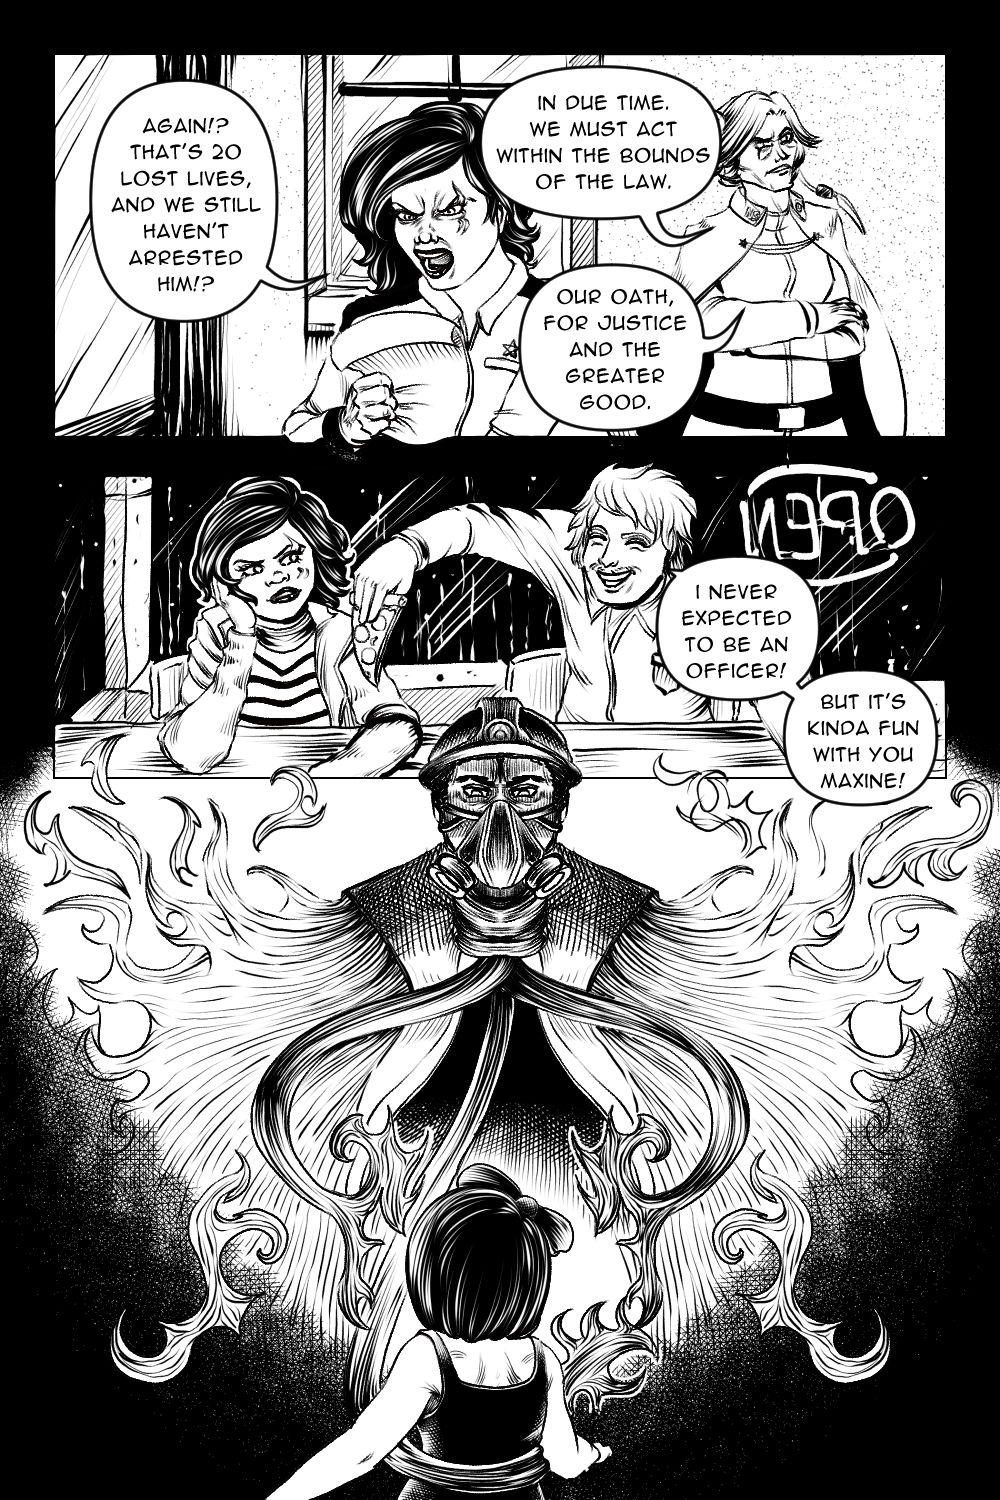 AGAIN!?
THAT'S 20
LOST LIVES,
AND WE STILL
HAVEN'T
ARRESTED
HIM!?
IN DUE TIME.
WE MUST ACT
WITHIN THE BOUNDS
OF THE LAW.
OUR OATH,
FOR JUSTICE
AND THE
GREATER
GOOD.
OPEN
I NEVER
EXPECTED
TO BE AN
OFFICER!
BUT IT'S
KINDA FUN
WITH YOU
MAXINE!